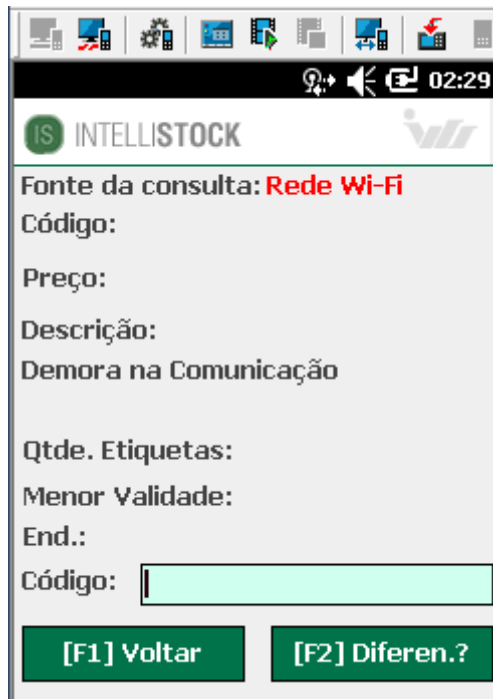 02:29
IS INTELLISTOCK
Fonte da consulta: Rede Wi-Fi
Código:
Preço:
Descrição:
Demora na Comunicação
Qtde. Etiquetas:
Menor Validade:
End.:
Código:
[F1] Voltar [F2] Diferen.?